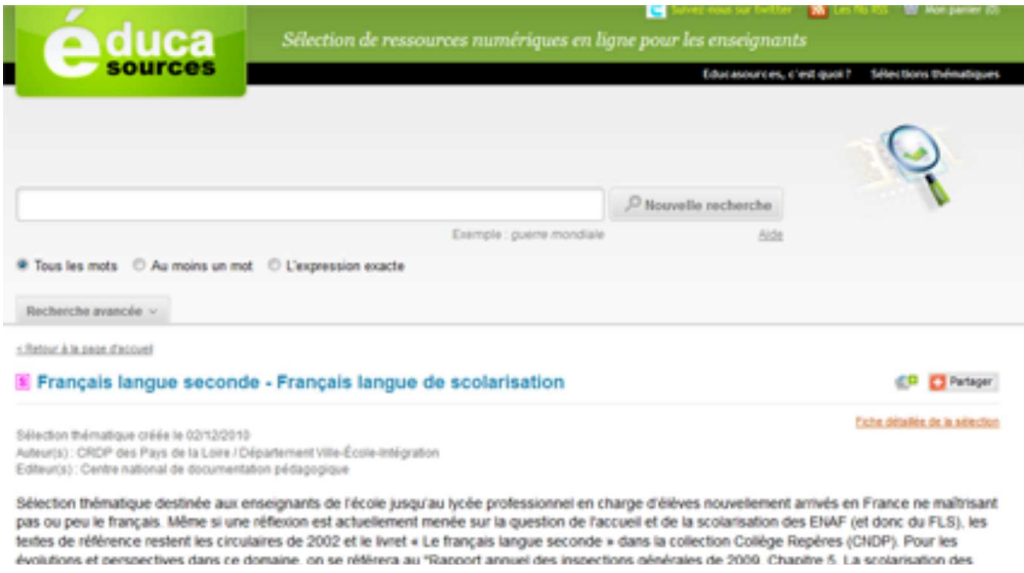 Suivez-nous sur twitter Les fils RSS Mon panier (0)
éduca
sources
Sélection de ressources numériques en ligne pour les enseignants
Educasources, c'est quoi ? Sélections thématiques
Nouvelle recherche
Exemple : guerre mondiale Aide
Tous les mots Au moins un mot L'expression exacte
Recherche avancée
< Retour à la page d'accueil
S Français langue seconde - Français langue de scolarisation
Partager
Fiche détaillée de la sélection
Sélection thématique créée le 02/12/2010
Auteur(s) : CRDP des Pays de la Loire / Département Ville-École-Intégration
Editeur(s) : Centre national de documentation pédagogique
Sélection thématique destinée aux enseignants de l'école jusqu'au lycée professionnel en charge d'élèves nouvellement arrivés en France ne maîtrisant
pas ou peu le français. Même si une réflexion est actuellement menée sur la question de l'accueil et de la scolarisation des ENAF (et donc du FLS), les
textes de référence restent les circulaires de 2002 et le livret « Le français langue seconde » dans la collection Collège Repères (CNDP). Pour les
évolutions et perspectives dans ce domaine, on se référera au "Rapport annuel des inspections générales de 2009. Chapitre 5. La scolarisation des